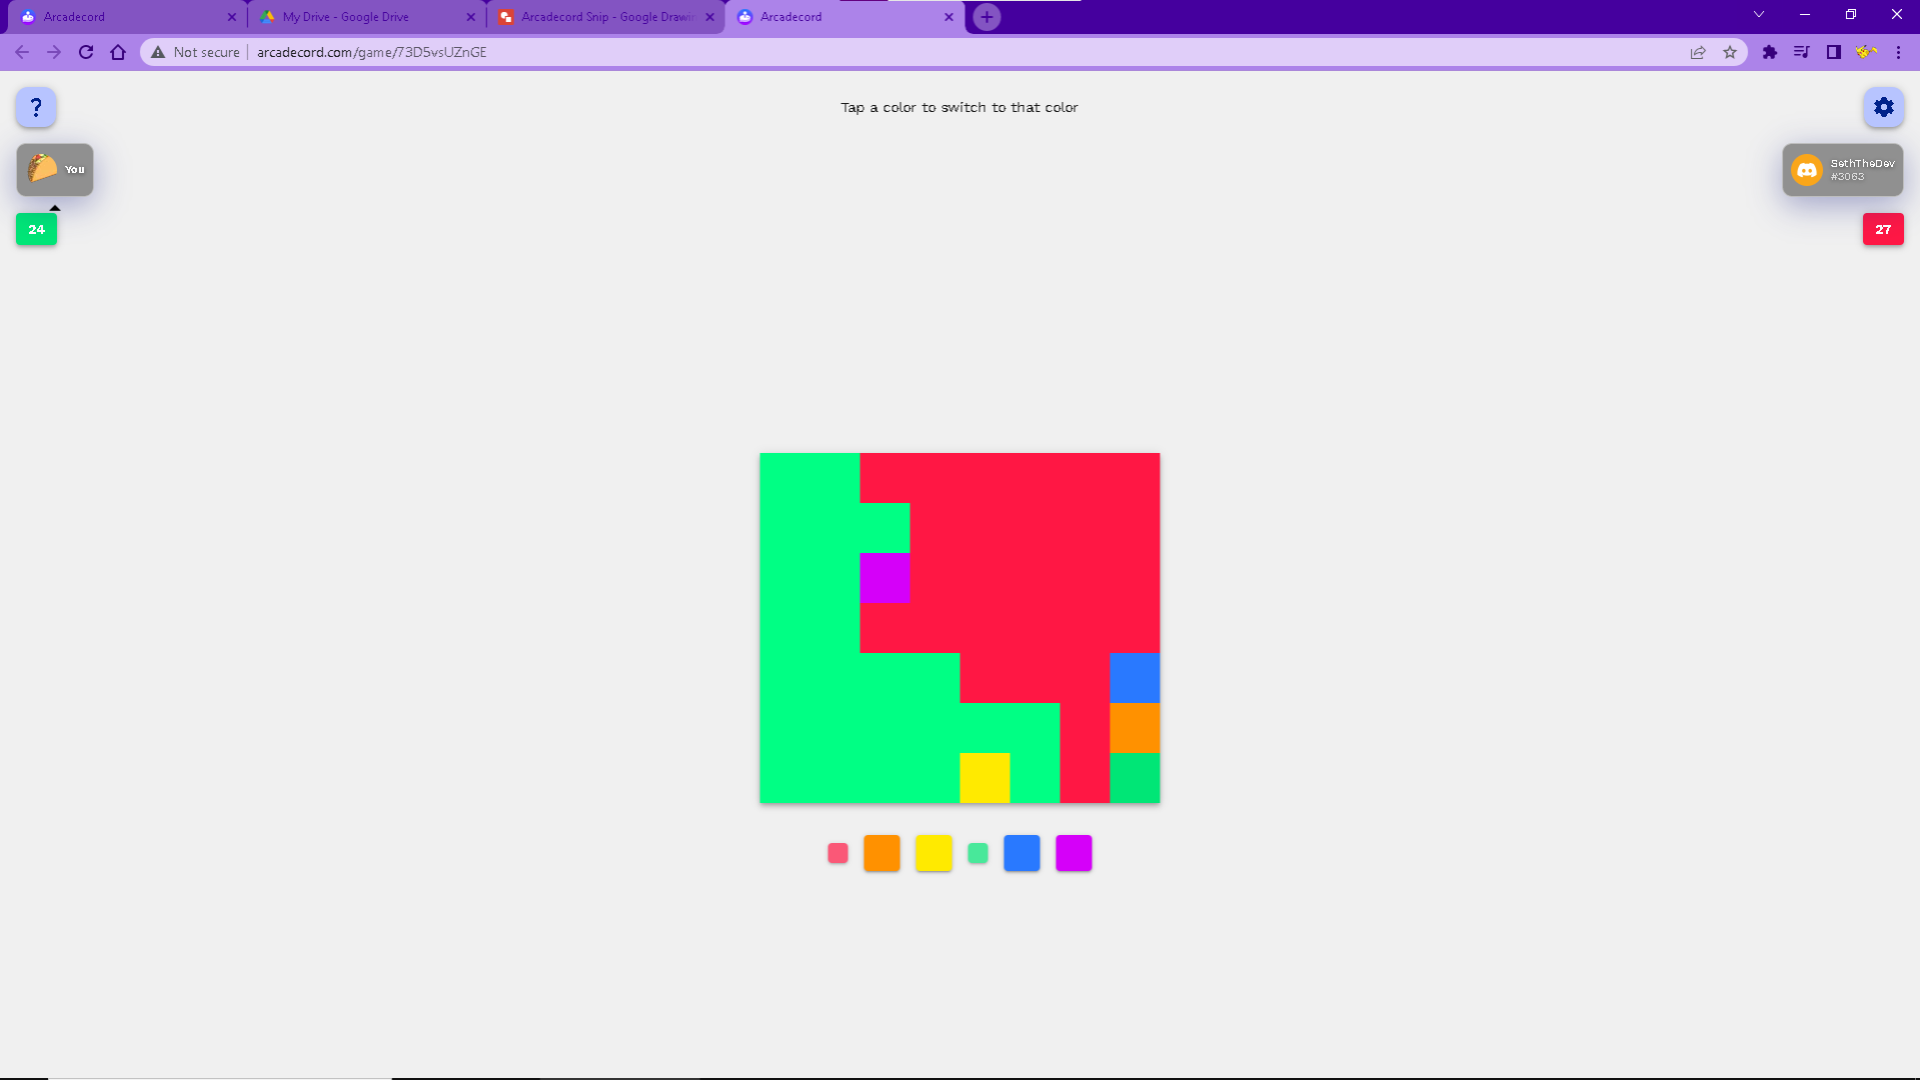 Arcadecord
My Drive - Google Drive
Arcadecord Snip - Google Drawin
Arcadecord
Not secure
arcadecord.com/game/73D5vsUZnGE
?
Tap a color to switch to that color
You
SethTheDev
#3063
24
27